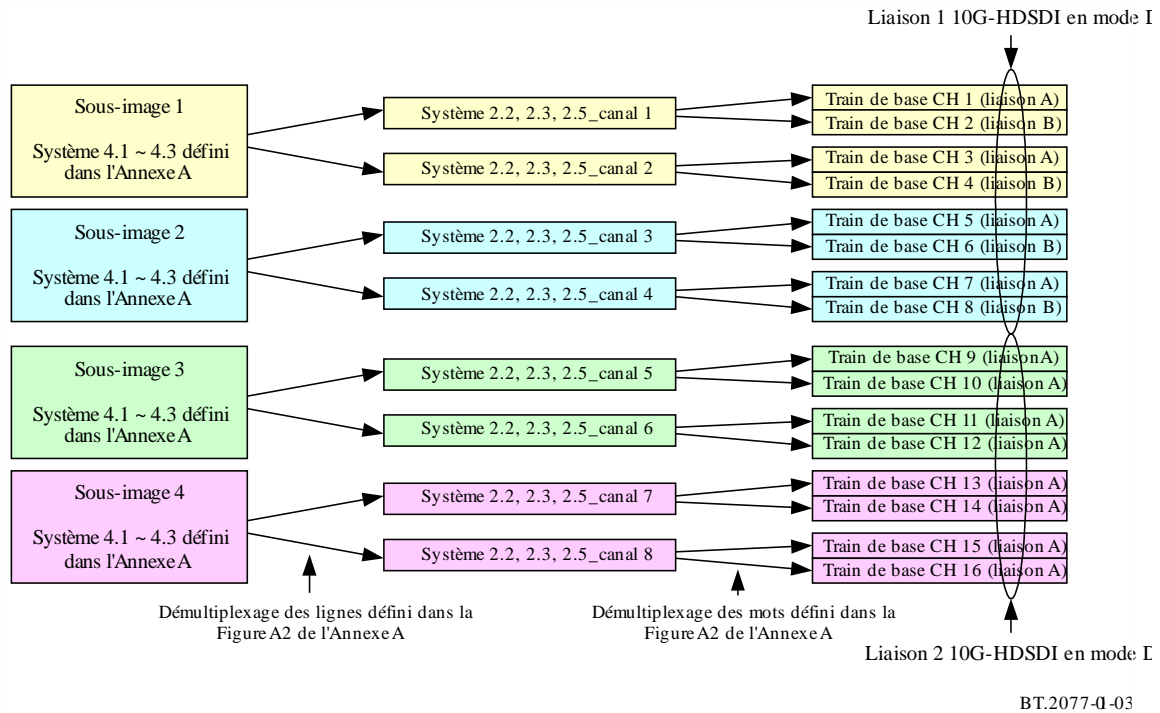 Liaison 1 10G-HDSDI en mode D
Sous-image 1
Système 4.1 ~ 4.3 défini
dans l'Annexe A
Système 2.2, 2.3, 2.5_canal 1
Système 2.2, 2.3, 2.5_canal 2
Train de base CH 1 (liaison A)
Train de base CH 2 (liaison B)
Train de base CH 3 (liaison A)
Train de base CH 4 (liaison B)
Sous-image 2
Système 4.1 ~ 4.3 défini
dans l'Annexe A
Système 2.2, 2.3, 2.5_canal 3
Système 2.2, 2.3, 2.5_canal 4
Train de base CH 5 (liaison A)
Train de base CH 6 (liaison B)
Train de base CH 7 (liaison A)
Train de base CH 8 (liaison B)
Sous-image 3
Système 4.1 ~ 4.3 défini
dans l'Annexe A
Système 2.2, 2.3, 2.5_canal 5
Système 2.2, 2.3, 2.5_canal 6
Train de base CH 9 (liaison A)
Train de base CH 10 (liaison A)
Train de base CH 11 (liaison A)
Train de base CH 12 (liaison A)
Sous-image 4
Système 4.1 ~ 4.3 défini
dans l'Annexe A
Système 2.2, 2.3, 2.5_canal 7
Système 2.2, 2.3, 2.5_canal 8
Train de base CH 13 (liaison A)
Train de base CH 14 (liaison A)
Train de base CH 15 (liaison A)
Train de base CH 16 (liaison A)
Démultiplexage des lignes défini dans la
Figure A2 de l'Annexe A
Démultiplexage des mots défini dans la
Figure A2 de l'Annexe A
Liaison 2 10G-HDSDI en mode D